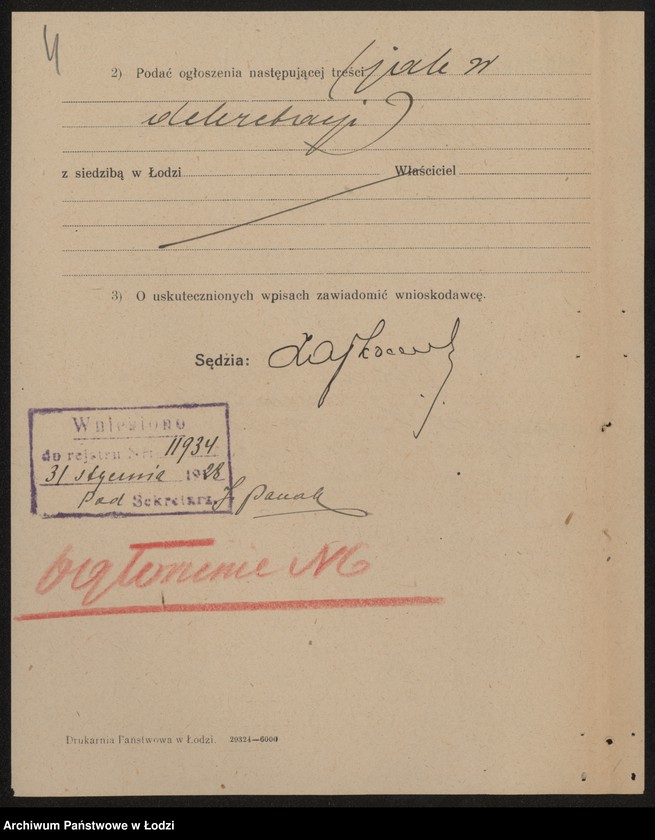 4
2) Podać ogłoszenia następującej treści (jak w
dekretacji)
z siedzibą w Łodzi Właściciel
3) O uskutecznionych wpisach zawiadomić wnioskodawcę.
Sędzia:
Wniesiono
do rejstru Nr: 11934
31 stycznia 1928
Pod Sekretarz
Ogłoszenie
Drukarnia Państwowa w Łodzi. 29324—6000
Archiwum Państwowe w Łodzi